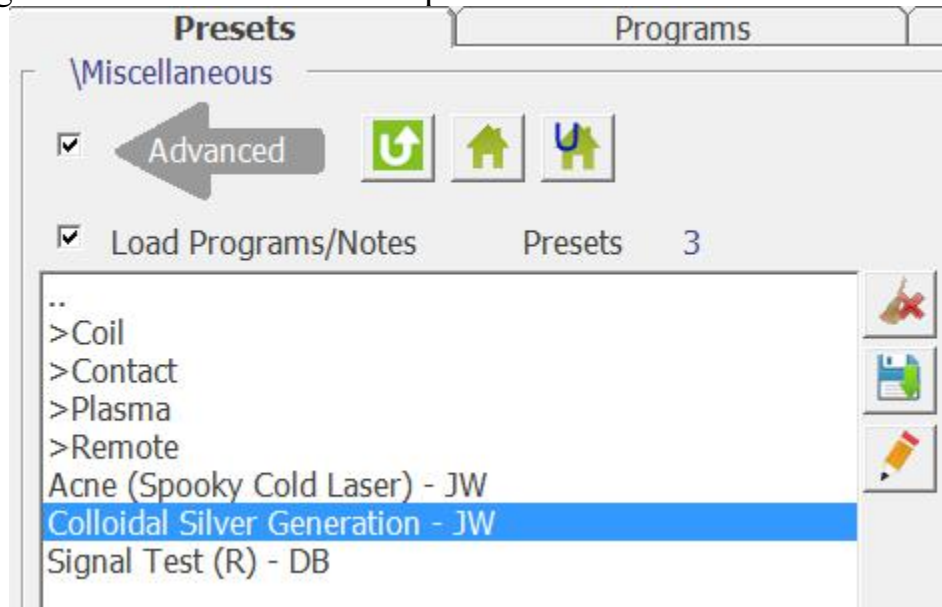 Presets Programs
\Miscellaneous
Advanced
Load Programs/Notes Presets 3
..
>Coil
>Contact
>Plasma
>Remote
Acne (Spooky Cold Laser) - JW
Colloidal Silver Generation - JW
Signal Test (R) - DB